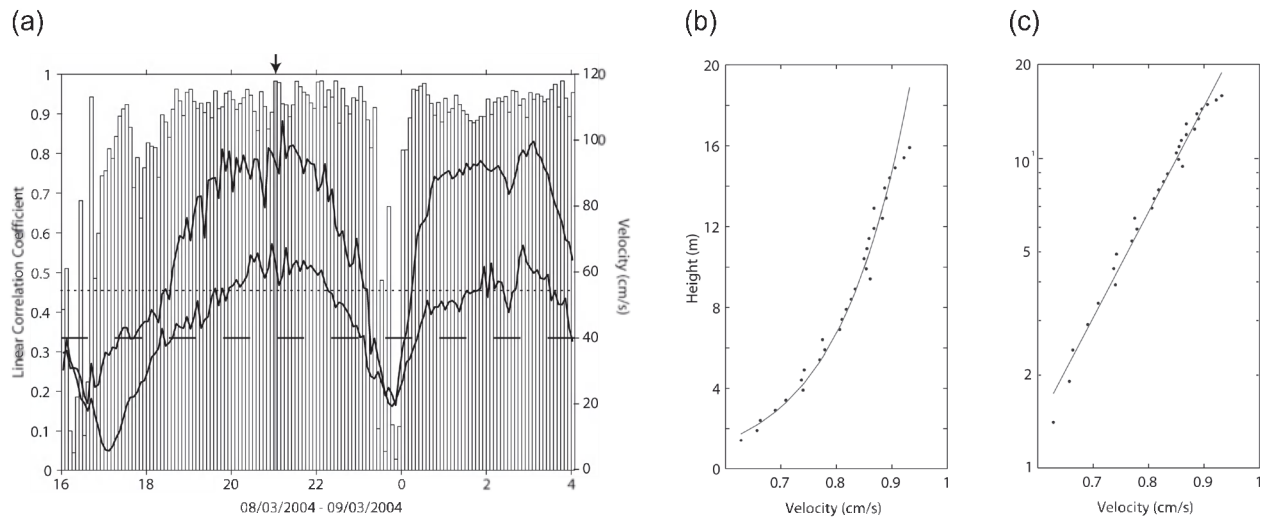 (a)
1
0.9
0.8
0.7
0.6
0.5
0.4
0.3
0.2
0.1
0
Linear Correlation Coefficient
120
100
80
60
40
20
0
Velocity (cm/s)
16 18 20 22 0 2 4
08/03/2004 - 09/03/2004
(b)
20
16
12
8
4
0
Height (m)
0.7 0.8 0.9 1
Velocity (cm/s)
(c)
20
10¹
5
2
1
0.7 0.8 0.9 1
Velocity (cm/s)